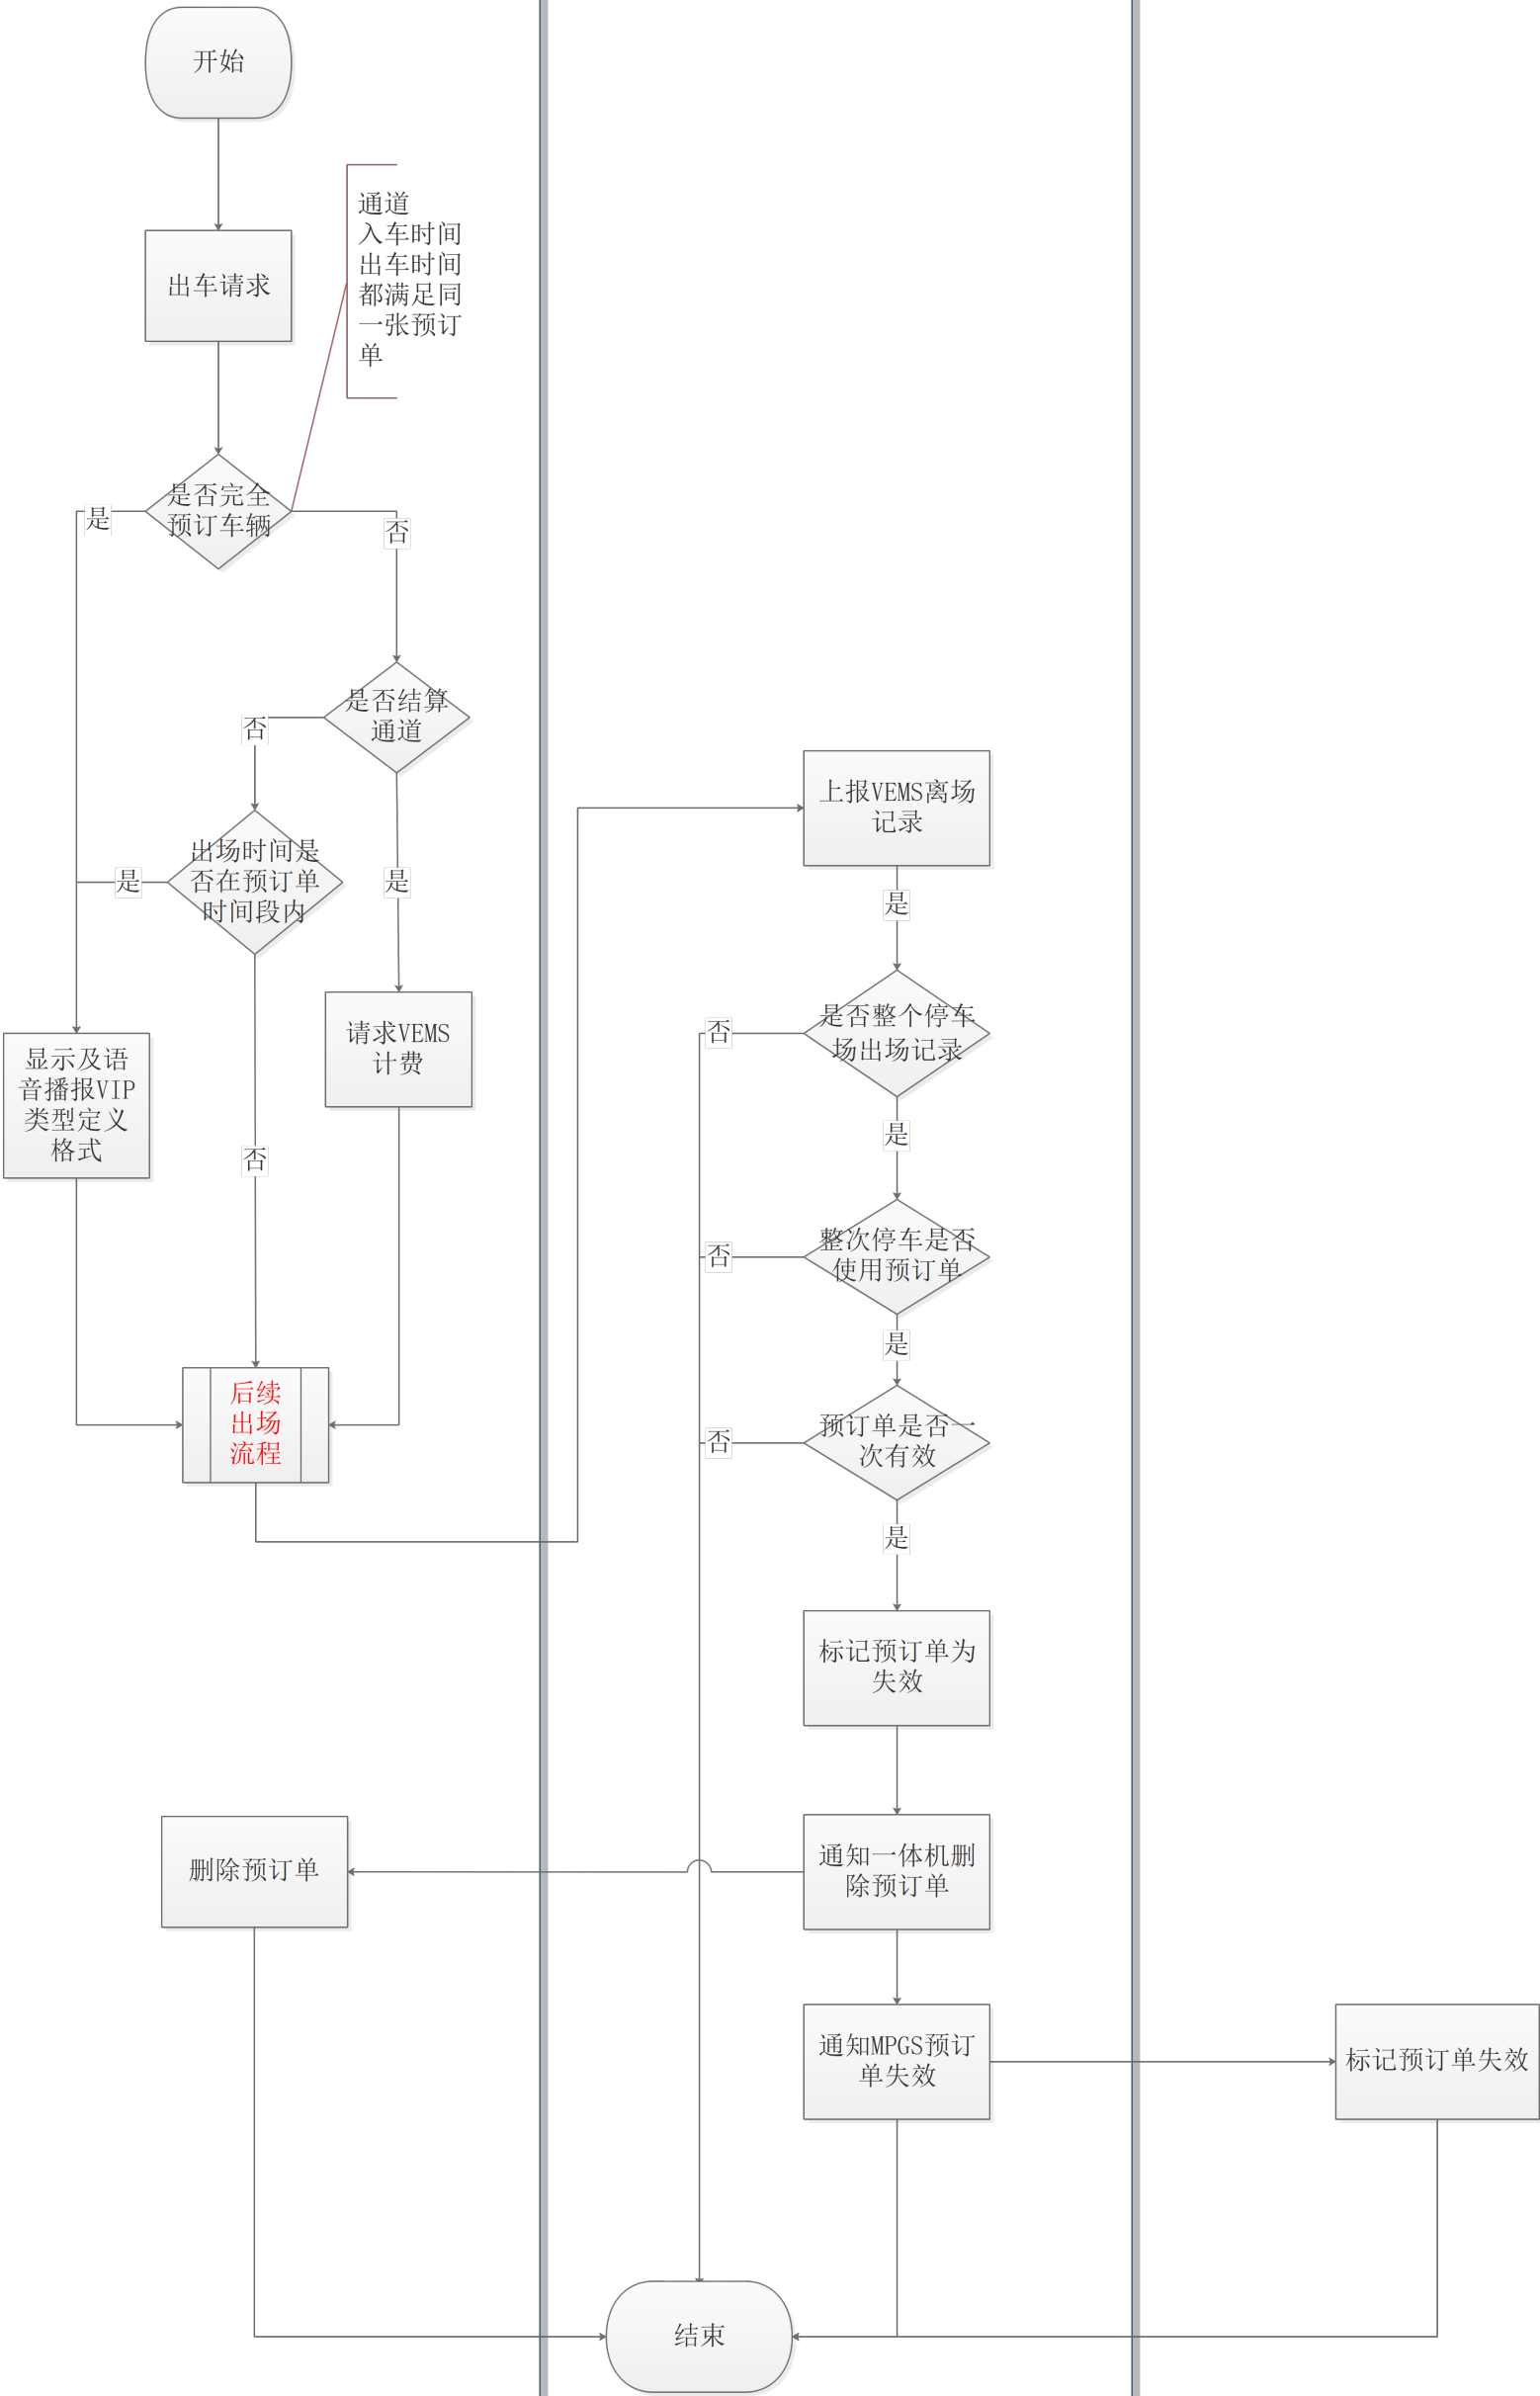 开始
通道
入车时间
出车时间
都满足同
一张预订
单
出车请求
是否完全
预订车辆
是
否
是否结算
通道
否
上报VEMS离场
记录
出场时间是
否在预订单
时间段内
是
是
是
请求VEMS
计费
是否整个停车
场出场记录
否
显示及语
音播报VIP
类型定义
格式
是
否
整次停车是否
使用预订单
否
是
后续
出场
流程
预订单是否一
次有效
否
是
标记预订单为
失效
删除预订单
通知一体机删
除预订单
通知MPGS预订
单失效
标记预订单失效
结束